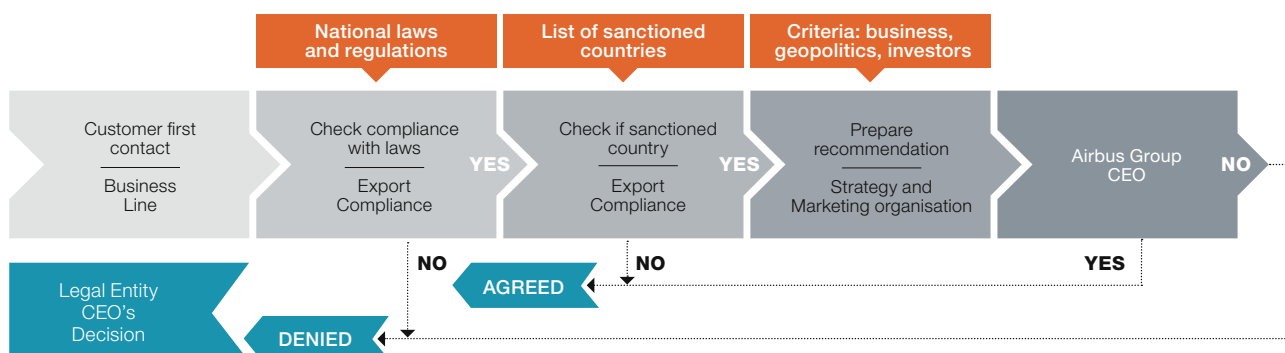 National laws
and regulations
List of sanctioned
countries
Criteria: business,
geopolitics, investors
Customer first
contact
Business
Line
Check compliance
with laws
Export
Compliance
YES
Check if sanctioned
country
Export
Compliance
YES
Prepare
recommendation
Strategy and
Marketing organisation
Airbus Group
CEO
NO
NO
NO
YES
AGREED
Legal Entity
CEO's
Decision
DENIED